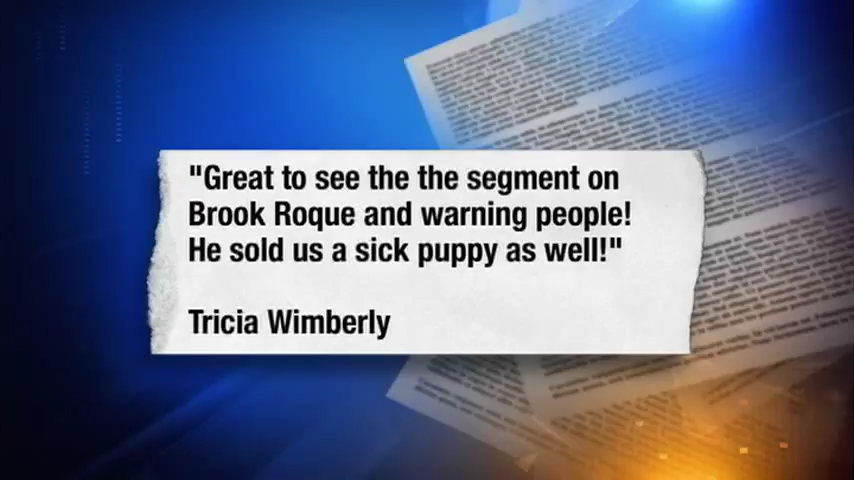 "Great to see the the segment on
Brook Roque and warning people!
He sold us a sick puppy as well!"
Tricia Wimberly